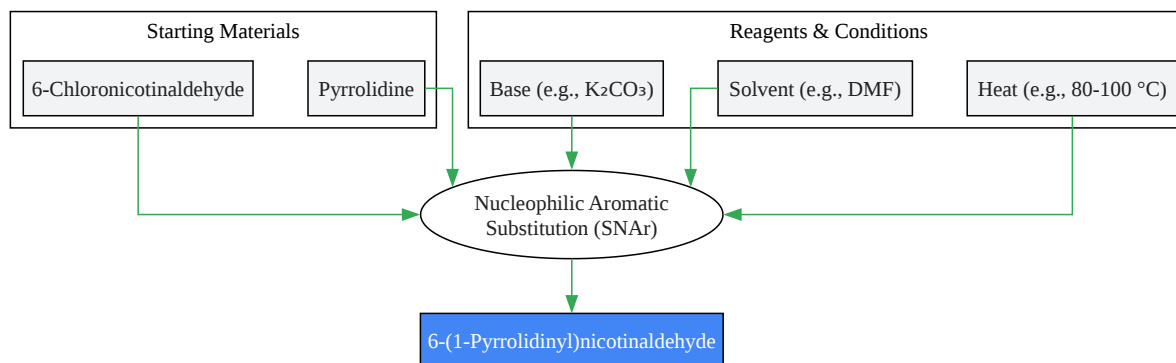 Starting Materials
Reagents & Conditions
6-Chloronicotinaldehyde
Pyrrolidine
Base (e.g., K₂CO₃)
Solvent (e.g., DMF)
Heat (e.g., 80-100 °C)
Nucleophilic Aromatic
Substitution (SNAr)
6-(1-Pyrrolidinyl)nicotinaldehyde